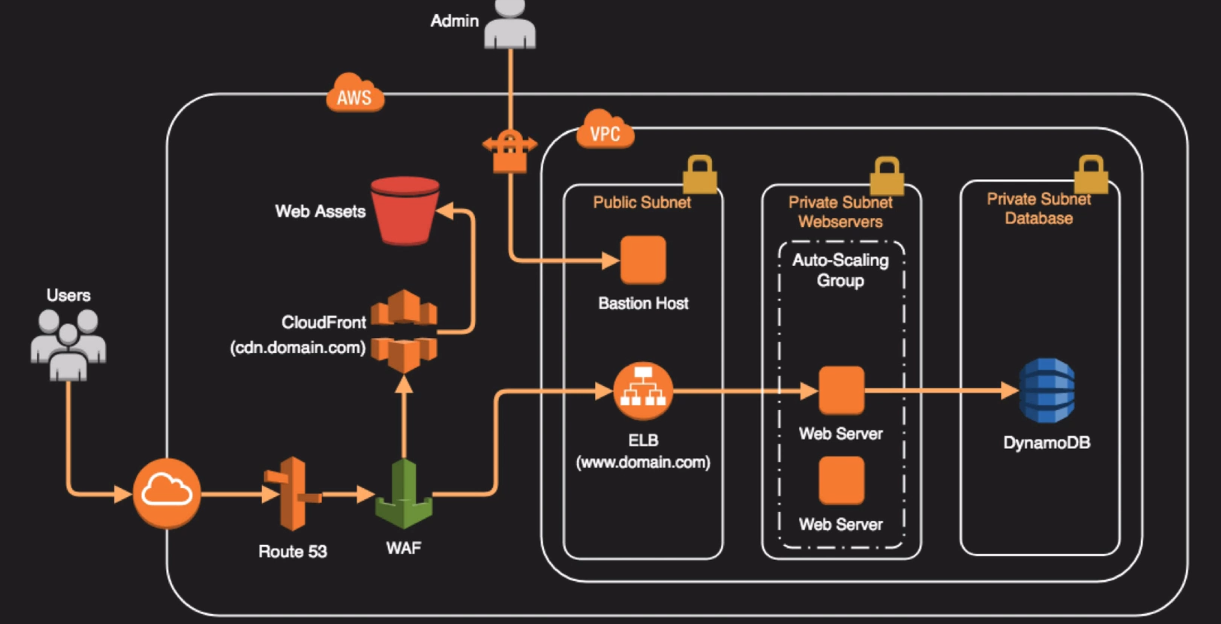 Admin
AWS
VPC
Web Assets
Public Subnet
Private Subnet
Webservers
Private Subnet
Database
Auto-Scaling
Group
Bastion Host
Users
CloudFront
(cdn.domain.com)
Web Server
ELB
(www.domain.com)
DynamoDB
Web Server
Route 53
WAF